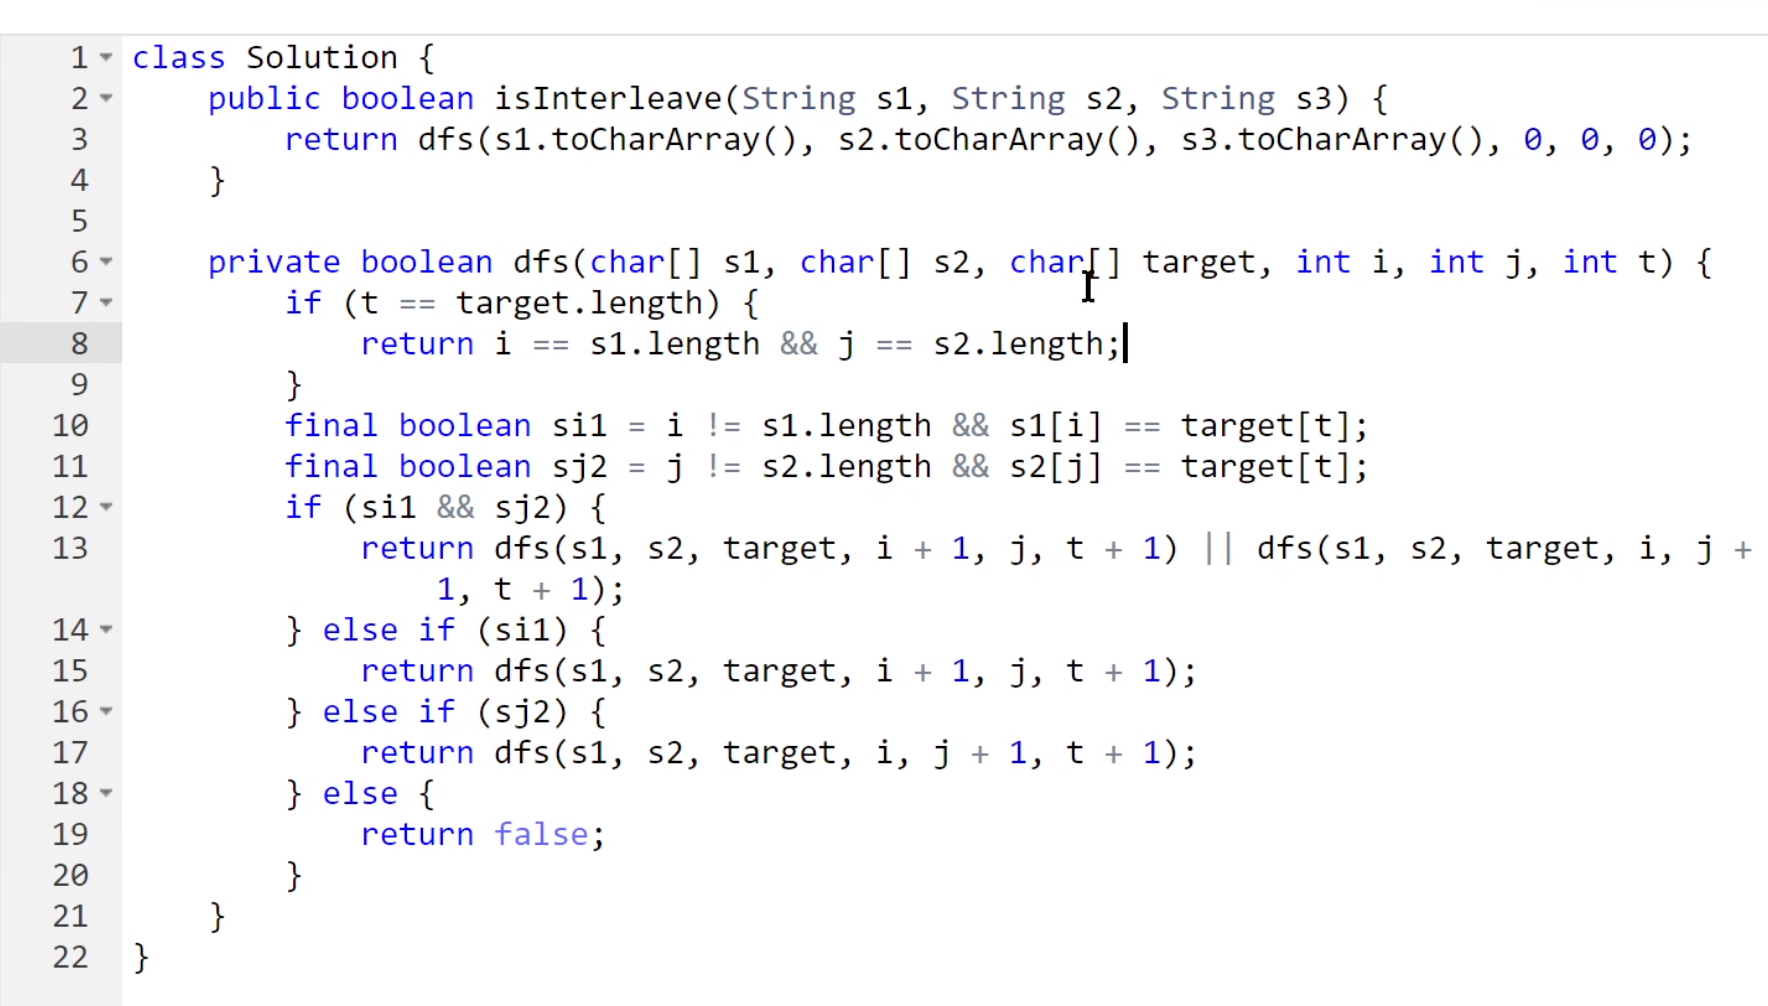 1 class Solution {
2     public boolean isInterleave(String s1, String s2, String s3) {
3         return dfs(s1.toCharArray(), s2.toCharArray(), s3.toCharArray(), 0, 0, 0);
4     }
5
6     private boolean dfs(char[] s1, char[] s2, char[] target, int i, int j, int t) {
7         if (t == target.length) {
8             return i == s1.length && j == s2.length;
9         }
10         final boolean si1 = i != s1.length && s1[i] == target[t];
11         final boolean sj2 = j != s2.length && s2[j] == target[t];
12         if (si1 && sj2) {
13             return dfs(s1, s2, target, i + 1, j, t + 1) || dfs(s1, s2, target, i, j +
                1, t + 1);
14         } else if (si1) {
15             return dfs(s1, s2, target, i + 1, j, t + 1);
16         } else if (sj2) {
17             return dfs(s1, s2, target, i, j + 1, t + 1);
18         } else {
19             return false;
20         }
21     }
22 }